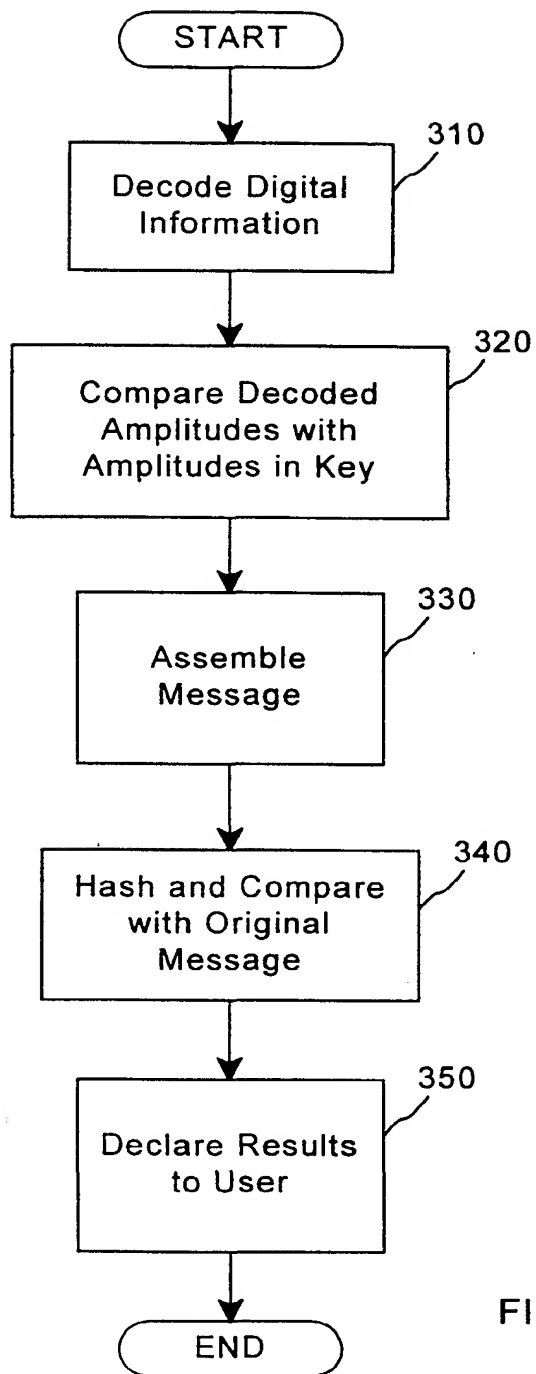 START
310
Decode Digital
Information
320
Compare Decoded
Amplitudes with
Amplitudes in Key
330
Assemble
Message
340
Hash and Compare
with Original
Message
350
Declare Results
to User
END
FI